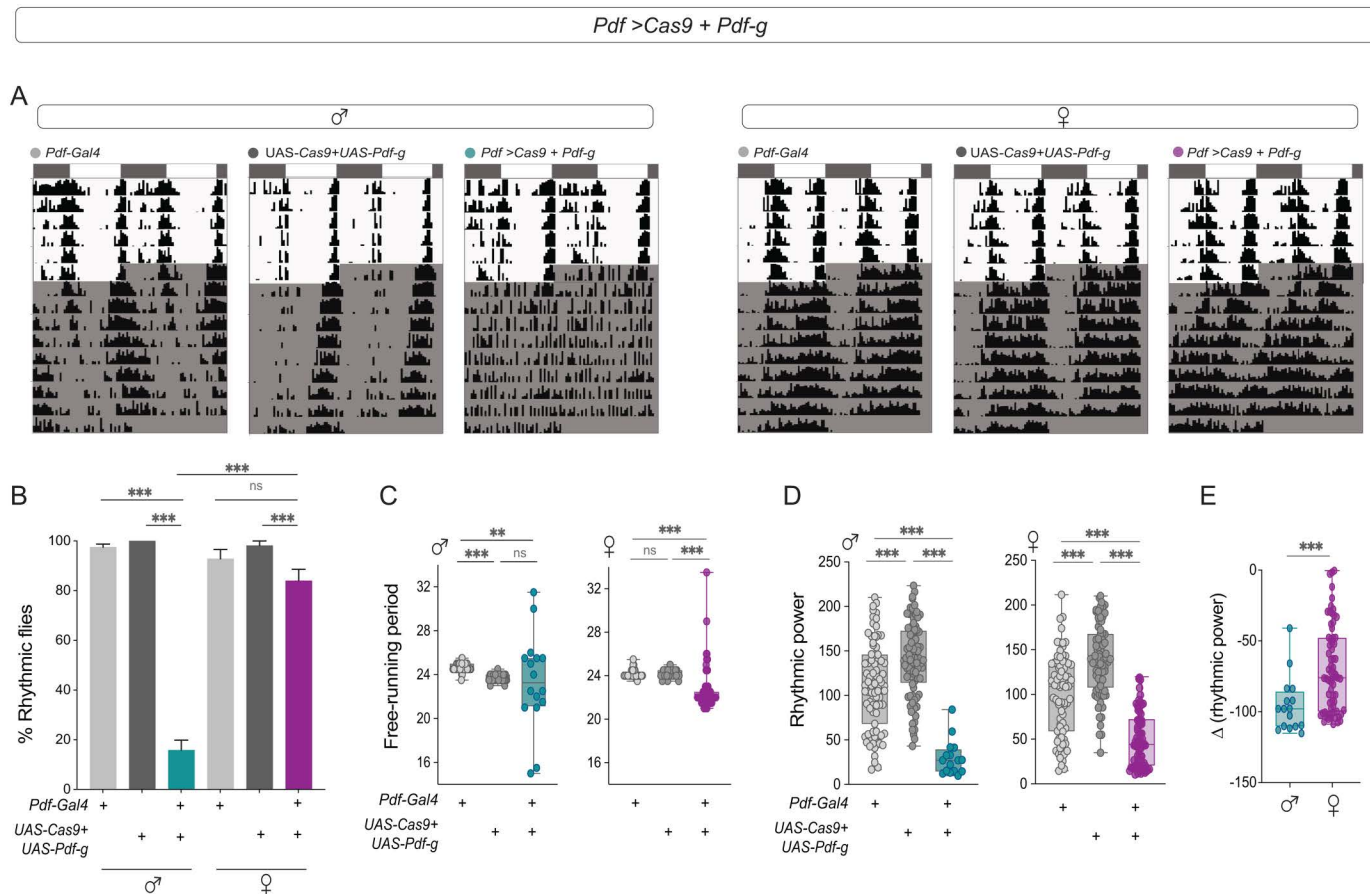 Pdf >Cas9 + Pdf-g
A
♂
♀
Pdf-Gal4
UAS-Cas9+UAS-Pdf-g
Pdf >Cas9 + Pdf-g
Pdf-Gal4
UAS-Cas9+UAS-Pdf-g
Pdf >Cas9 + Pdf-g
B
***
ns
***
*** ***
% Rhythmic flies
100
80
60
40
20
0
Pdf-Gal4 + + + +
UAS-Cas9+
UAS-Pdf-g
+ + + +
♂ ♀
C
♂
**
*** ns
Free-running period
32
28
24
20
16
♀
***
ns ***
32
28
24
20
16
Pdf-Gal4 + + + +
UAS-Cas9+
UAS-Pdf-g
+ + + +
D
♂
***
*** ***
Rhythmic power
250
200
150
100
50
0
♀
***
*** ***
250
200
150
100
50
0
Pdf-Gal4 + + + +
UAS-Cas9+
UAS-Pdf-g
+ + + +
E
***
Δ (rhythmic power)
0
-50
-100
-150
♂ ♀